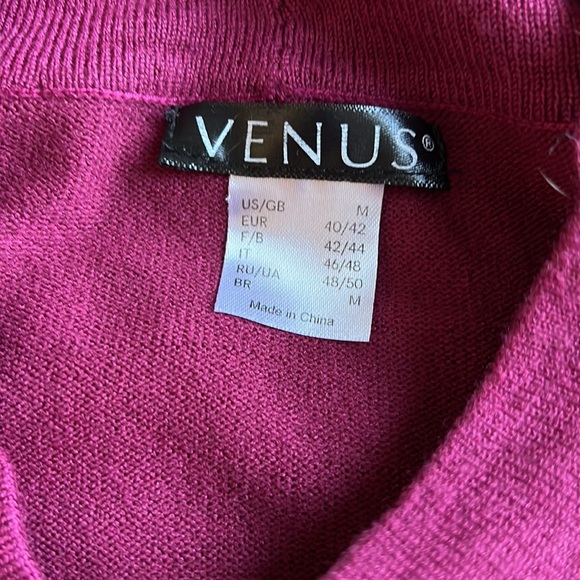 VENUS®
US/GB M
EUR 40/42
F/B 42/44
IT 46/48
RU/UA 48/50
BR M
Made in China